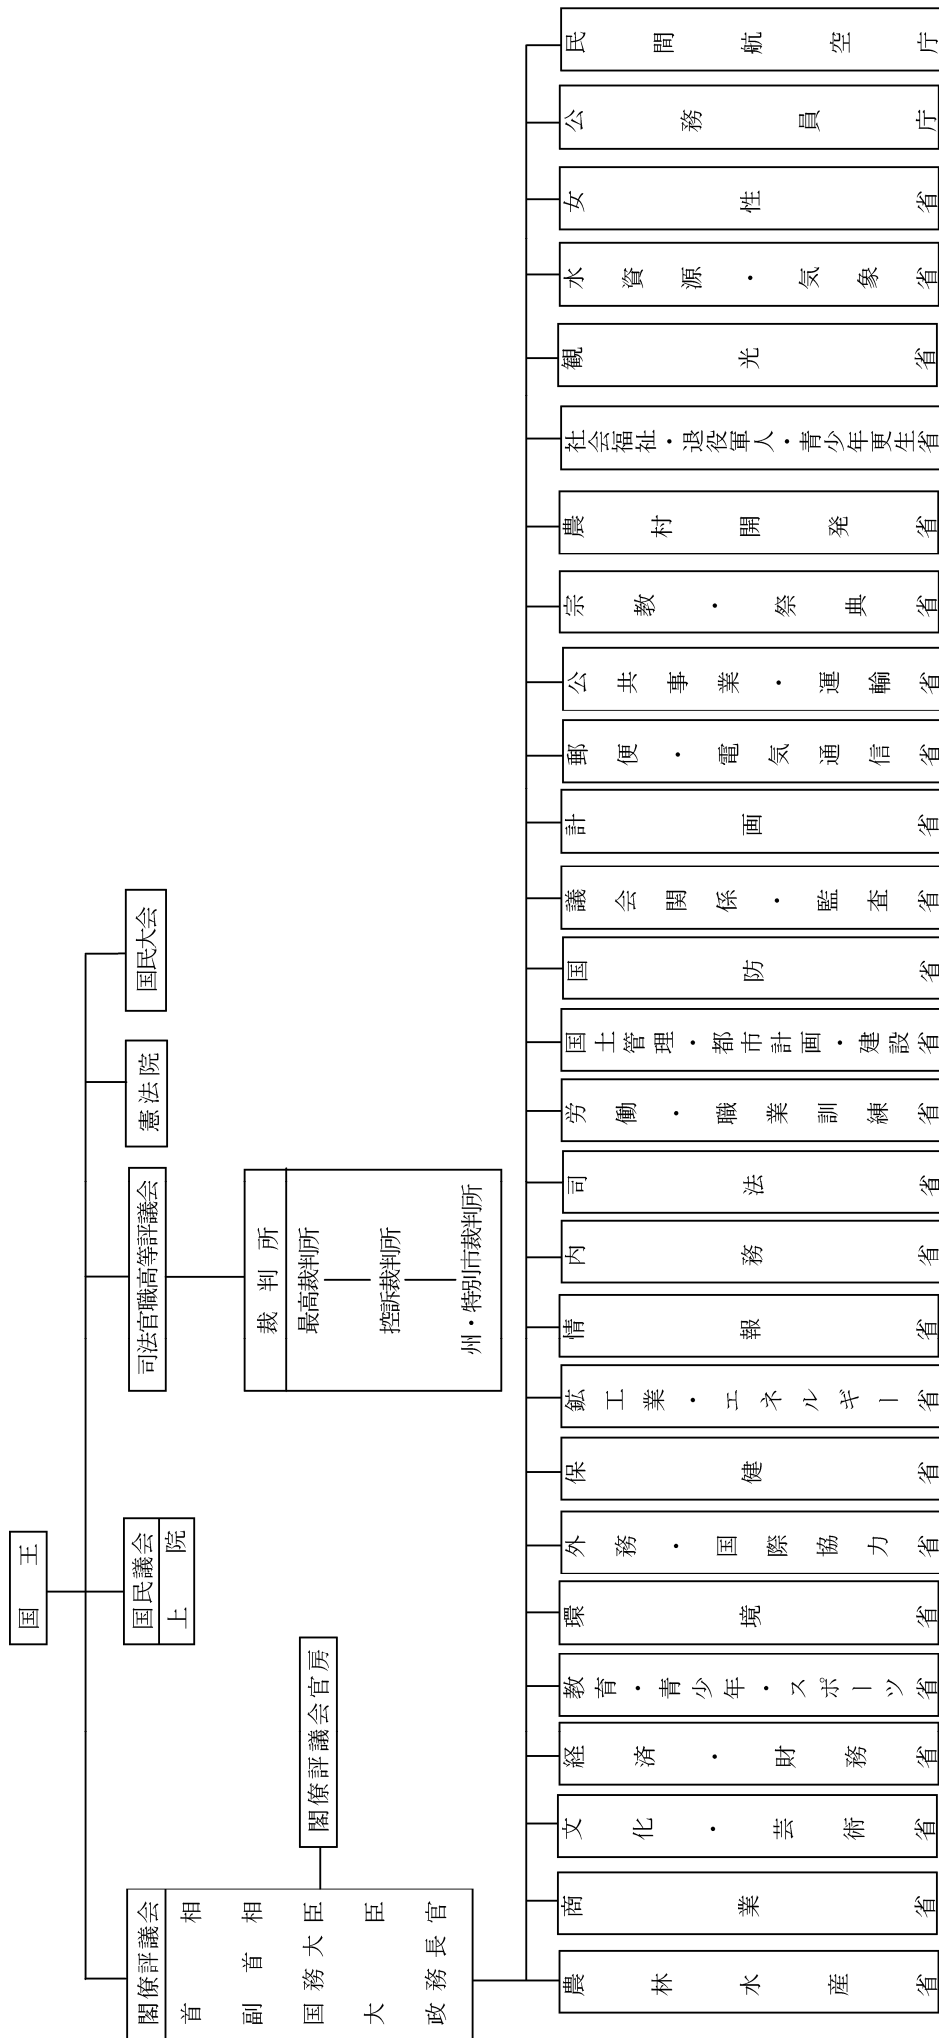 国王
閣僚評議会
首相
副首相
国務大臣
大臣
政務長官
閣僚評議会官房
国民議会
上院
司法官職高等評議会
裁判所
最高裁判所
控訴裁判所
州・特別市裁判所
憲法院
国民大会
農林水産省
商業省
文化・芸術省
経済・財務省
教育・青少年・スポーツ省
環境省
外務・国際協力省
保健省
鉱工業・エネルギー省
情報省
内務省
司法省
労働・職業訓練省
国土管理・都市計画・建設省
国防省
議会関係・監査省
計画省
郵便・電気通信省
公共事業・運輸省
宗教・祭典省
農村開発省
社会福祉・退役軍人・青少年更生省
観光省
水資源・気象省
女性省
公務員庁
民間航空庁